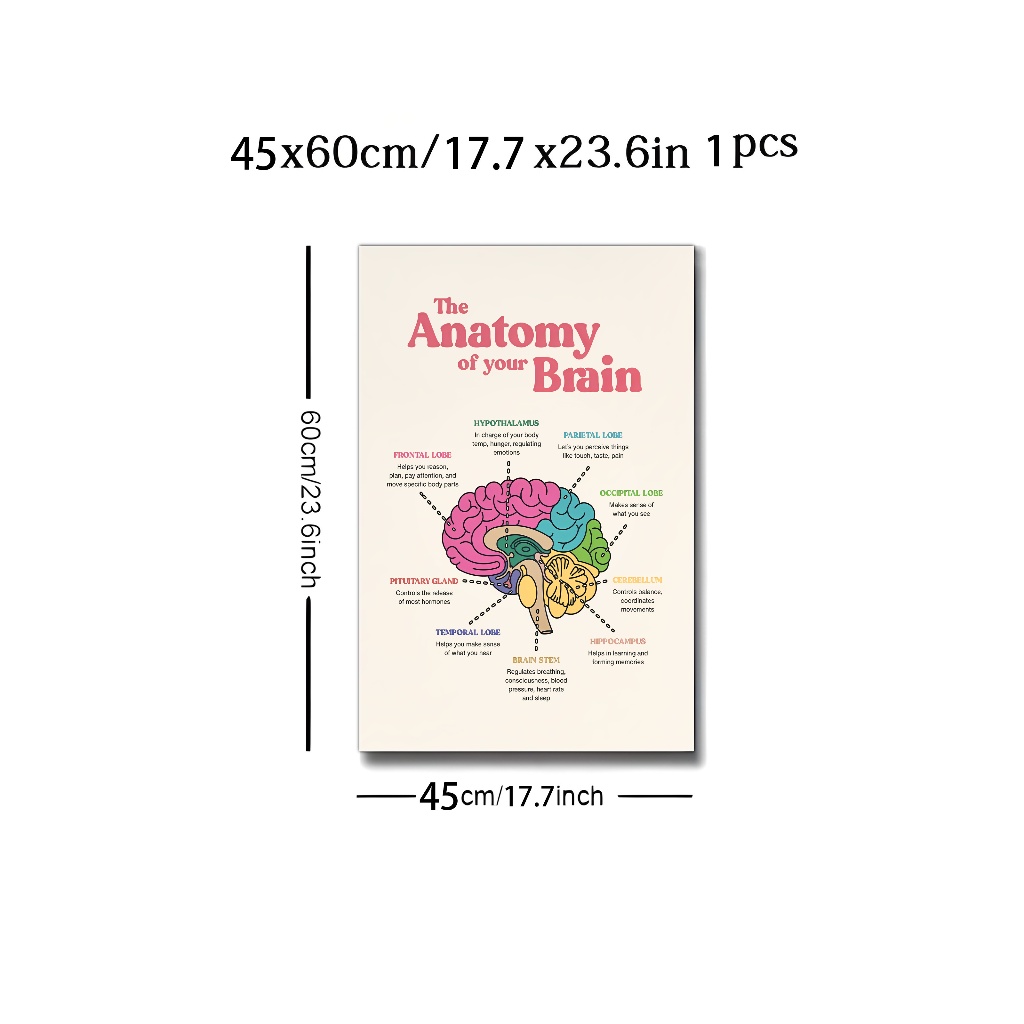 45x60cm/17.7 x23.6in 1pcs
60cm/23.6inch
The
Anatomy
of your Brain
HYPOTHALAMUS
In charge of your body
temp, hunger, regulating
emotions
PARIETAL LOBE
Let's you perceive things
like touch, taste, pain
FRONTAL LOBE
Helps you reason,
plan, pay attention, and
move specific body parts
OCCIPITAL LOBE
Makes sense of
what you see
PITUITARY GLAND
Controls the release
of most hormones
CEREBELLUM
Controls balance,
coordinates
movements
TEMPORAL LOBE
Helps you make sense
of what you hear
HIPPOCAMPUS
Helps in learning and
forming memories
BRAIN STEM
Regulates breathing,
consciousness, blood
pressure, heart rate
and sleep
45cm/17.7inch